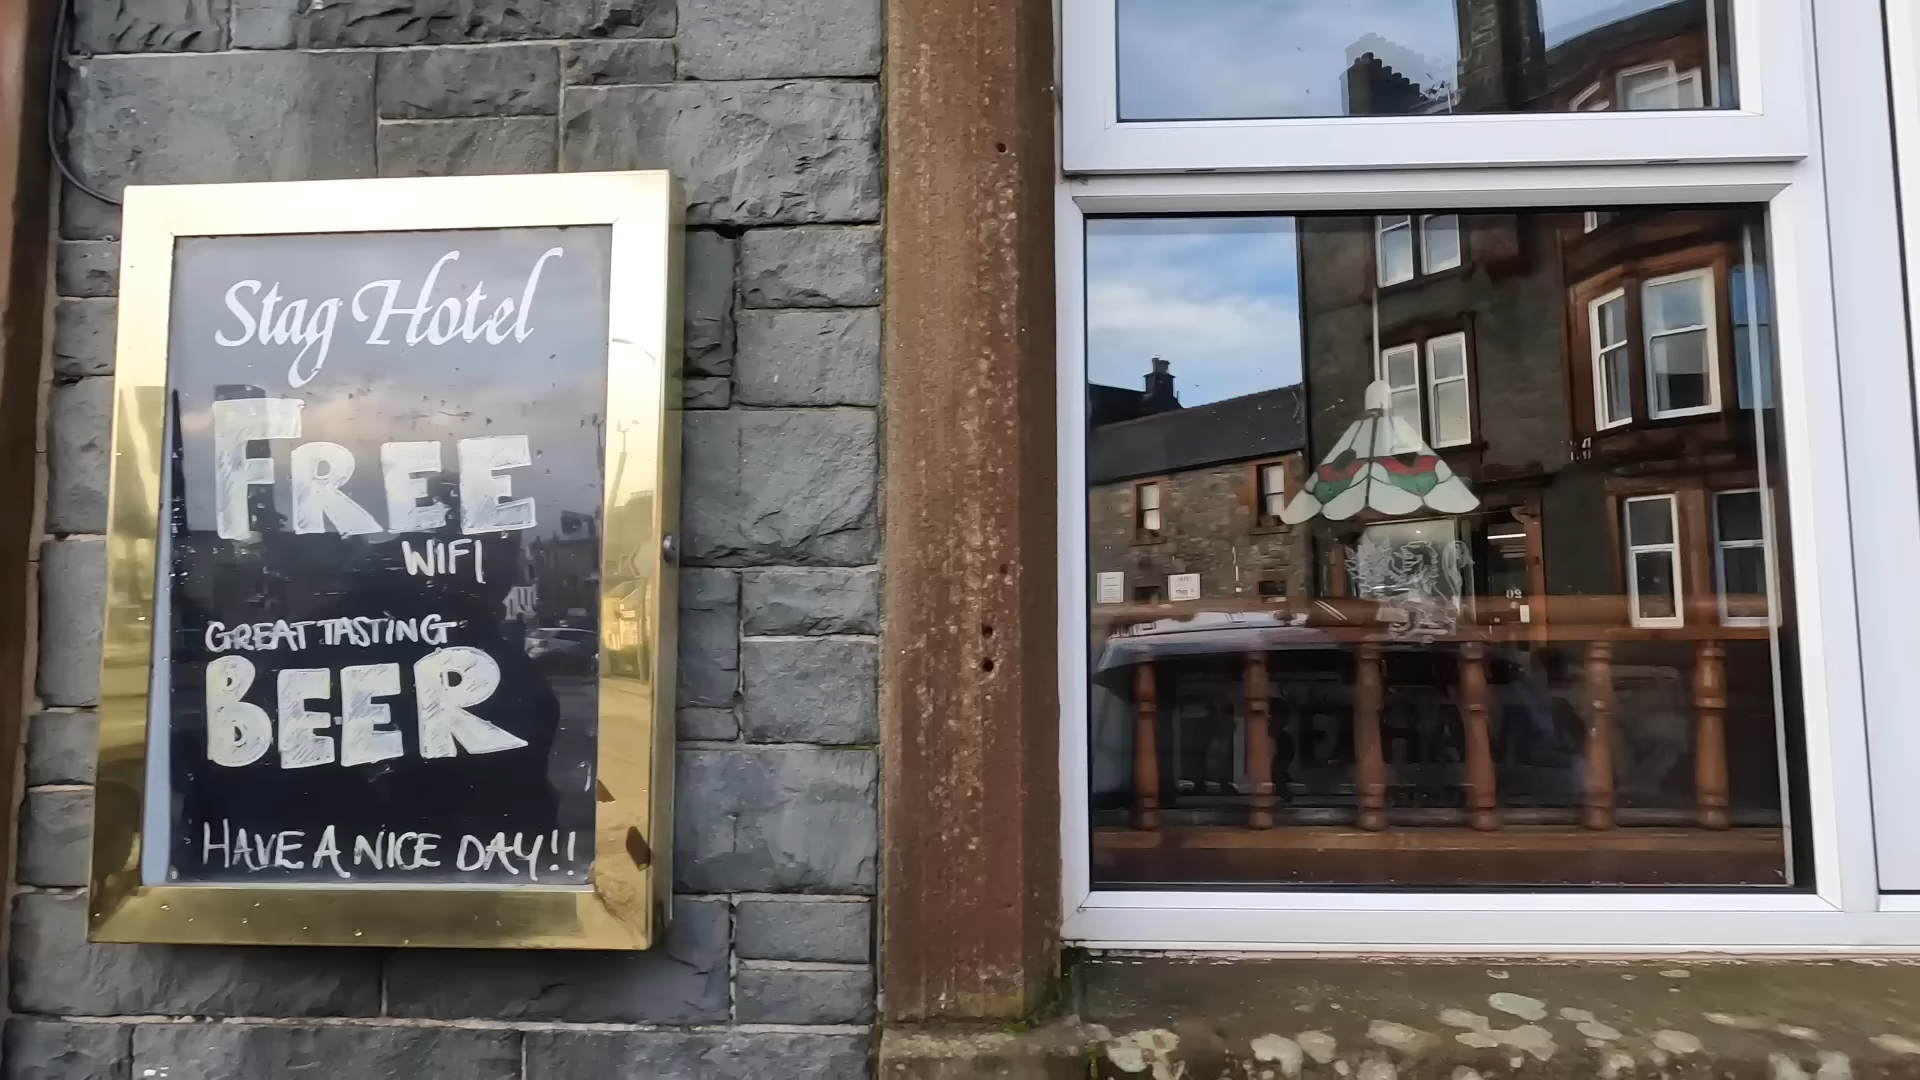 Stag Hotel
FREE
WIFI
GREAT TASTING
BEER
HAVE A NICE DAY!!